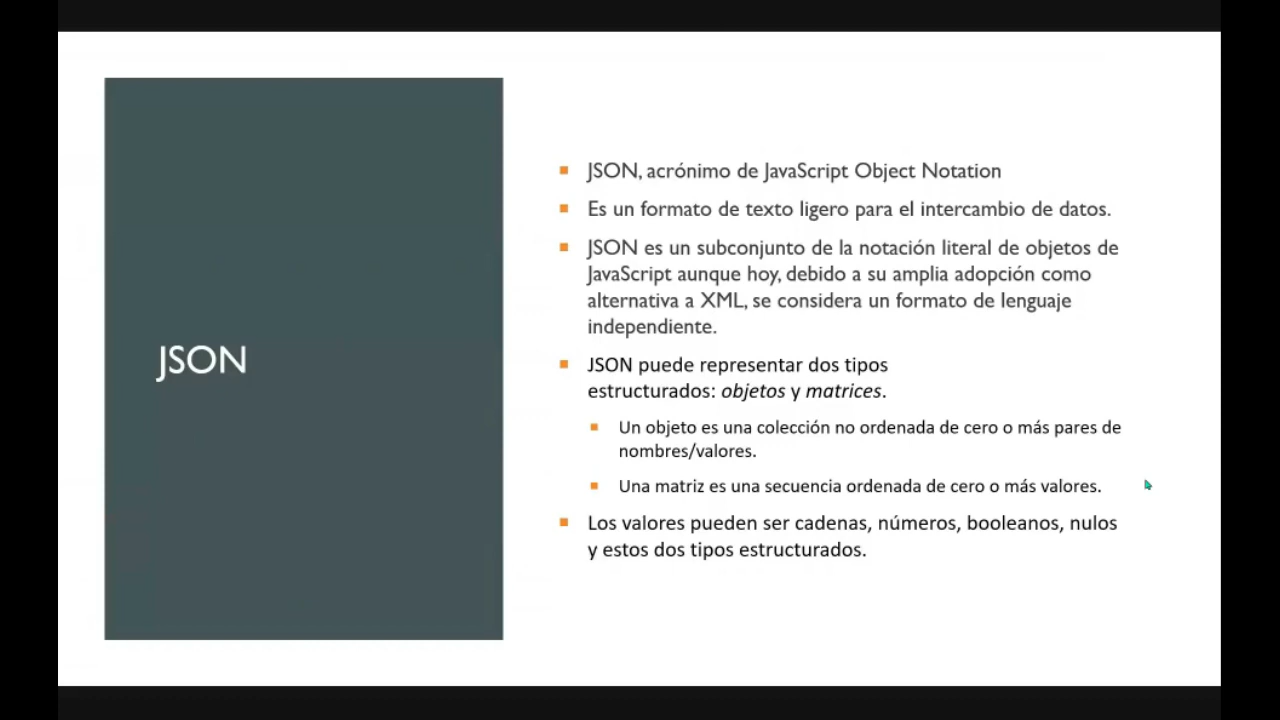 JSON
JSON, acrónimo de JavaScript Object Notation
Es un formato de texto ligero para el intercambio de datos.
JSON es un subconjunto de la notación literal de objetos de
JavaScript aunque hoy, debido a su amplia adopción como
alternativa a XML, se considera un formato de lenguaje
independiente.
JSON puede representar dos tipos
estructurados: objetos y matrices.
Un objeto es una colección no ordenada de cero o más pares de
nombres/valores.
Una matriz es una secuencia ordenada de cero o más valores.
Los valores pueden ser cadenas, números, booleanos, nulos
y estos dos tipos estructurados.